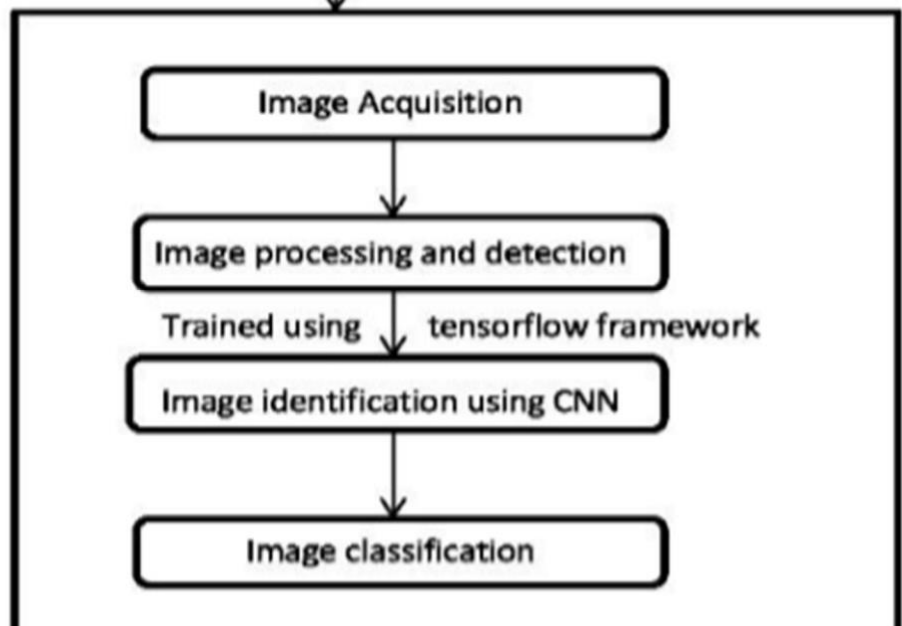 Image Acquisition
Image processing and detection
Trained using tensorflow framework
Image identification using CNN
Image classification